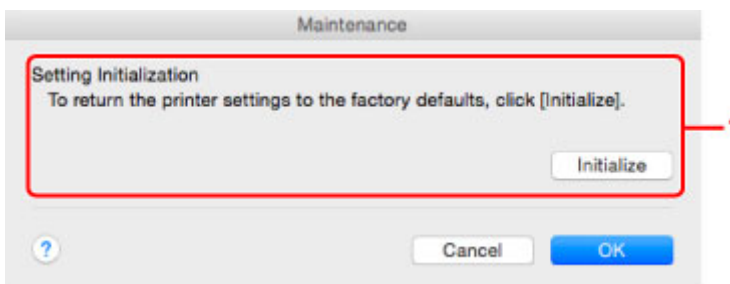 Maintenance
Setting Initialization
To return the printer settings to the factory defaults, click [Initialize].
Initialize
?
Cancel
OK